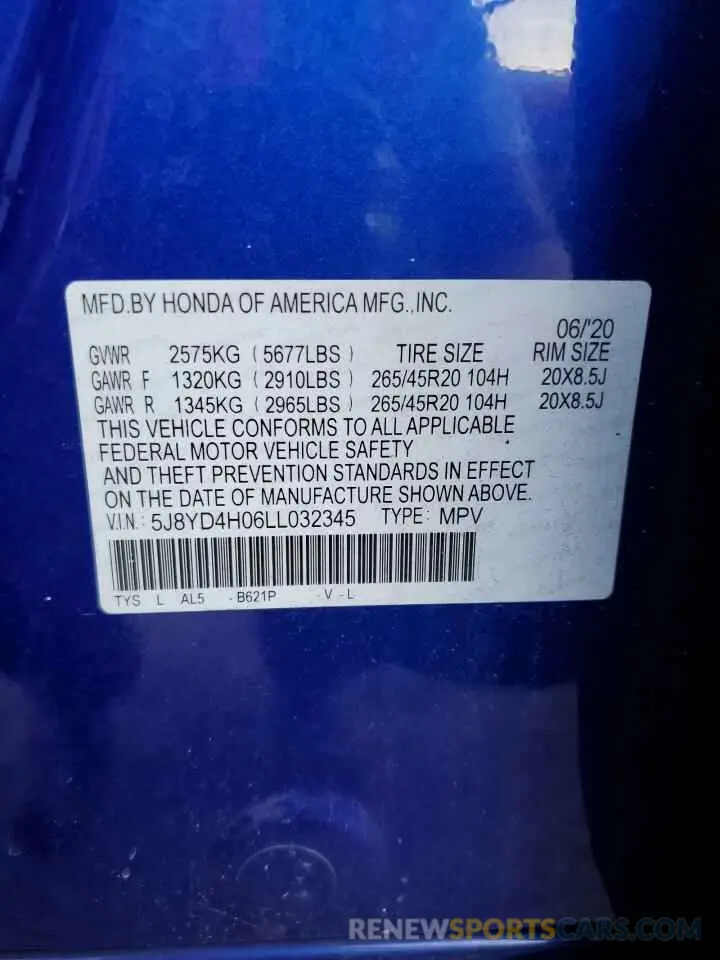 MFD.BY HONDA OF AMERICA MFG.,INC.
06/'20
GVWR 2575KG ( 5677LBS ) TIRE SIZE RIM SIZE
GAWR F 1320KG ( 2910LBS ) 265/45R20 104H 20X8.5J
GAWR R 1345KG ( 2965LBS ) 265/45R20 104H 20X8.5J
THIS VEHICLE CONFORMS TO ALL APPLICABLE
FEDERAL MOTOR VEHICLE SAFETY
AND THEFT PREVENTION STANDARDS IN EFFECT
ON THE DATE OF MANUFACTURE SHOWN ABOVE.
V.I.N.: 5J8YD4H06LL032345 TYPE: MPV
TYS L AL5 -B621P -V-L
RENEWSPORTSCARS.COM